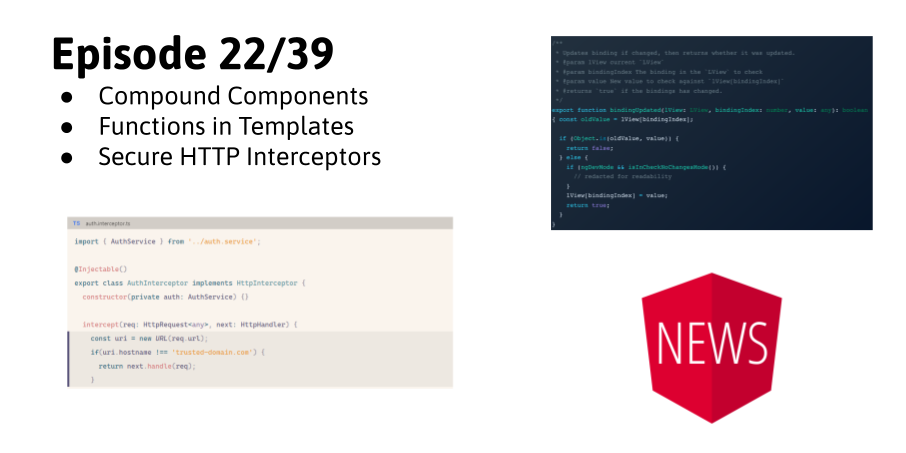 Episode 22/39
● Compound Components
● Functions in Templates
● Secure HTTP Interceptors
/**
* Updates binding if changed, then returns whether it was updated.
* @param lView current `lView`
* @param bindingIndex The binding in the `lView` to check
* @param value New value to check against `lView[bindingIndex]`
* @returns `true` if the bindings has changed.
*/
export function bindingUpdated(lView: LView, bindingIndex: number, value: any): boolean
{ const oldValue = lView[bindingIndex];
if (Object.is(oldValue, value)) {
return false;
} else {
if (ngDevMode && isInCheckNoChangesMode()) {
// redacted for readability
}
lView[bindingIndex] = value;
return true;
}
}
TS auth.interceptor.ts
import { AuthService } from '../auth.service';
@Injectable()
export class AuthInterceptor implements HttpInterceptor {
constructor(private auth: AuthService) {}
intercept(req: HttpRequest<any>, next: HttpHandler) {
const uri = new URL(req.url);
if(uri.hostname !== 'trusted-domain.com') {
return next.handle(req);
}
NEWS